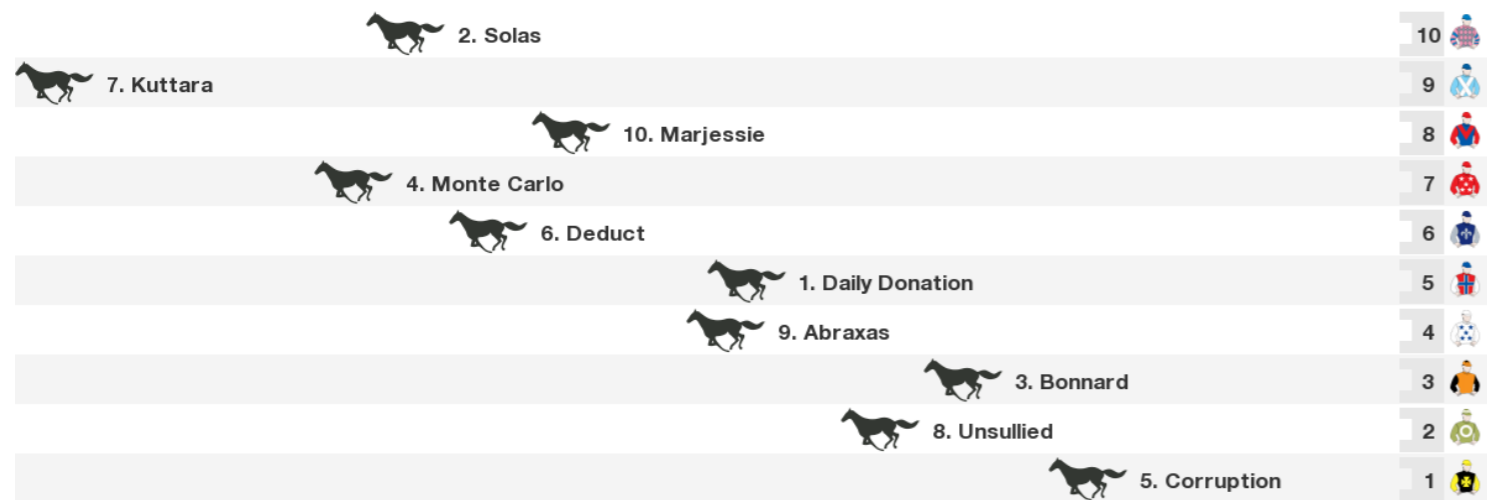 2. Solas 10
7. Kuttara 9
10. Marjessie 8
4. Monte Carlo 7
6. Deduct 6
1. Daily Donation 5
9. Abraxas 4
3. Bonnard 3
8. Unsullied 2
5. Corruption 1